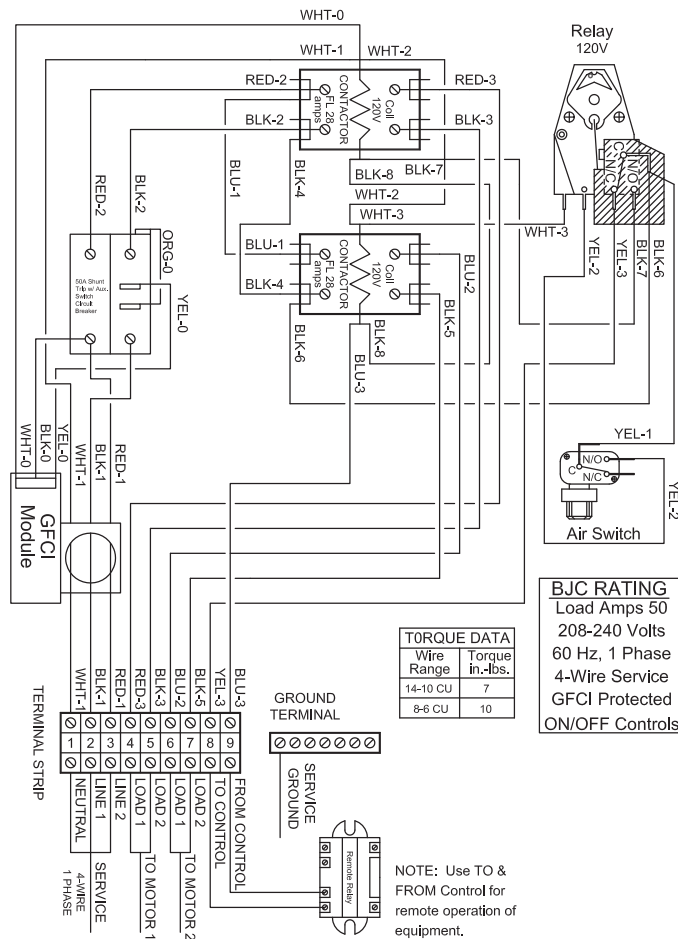 WHT-0
WHT-1
WHT-2
RED-2
RED-3
BLK-2
BLK-3
CONTACTOR
FL 28
amps
Coil
120V
BLU-1
BLK-4
BLK-8
BLK-7
WHT-2
WHT-3
Relay
120V
C
N/C
N/O
WHT-3
YEL-2
YEL-3
BLK-7
BLK-6
RED-2
BLK-2
ORG-0
YEL-0
50A Shunt
Trip w/ Aux.
Switch
Circuit
Breaker
BLU-1
BLK-4
CONTACTOR
FL 28
amps
Coil
120V
BLU-2
BLK-5
BLK-6
BLK-8
BLU-3
WHT-0
BLK-0
YEL-0
WHT-1
BLK-1
RED-1
GFCI
Module
YEL-1
N/O
C
N/C
YEL-2
Air Switch
BJC RATING
Load Amps 50
208-240 Volts
60 Hz, 1 Phase
4-Wire Service
GFCI Protected
ON/OFF Controls
TORQUE DATA
Wire Range
Torque in.-lbs.
14-10 CU 7
8-6 CU 10
WHT-1
BLK-1
RED-1
RED-3
BLK-3
BLU-2
BLK-5
YEL-3
BLU-3
TERMINAL STRIP
1 2 3 4 5 6 7 8 9
NEUTRAL
LINE 1
LINE 2
LOAD 1
LOAD 2
LOAD 1
LOAD 2
TO CONTROL
FROM CONTROL
4-WIRE
1 PHASE
SERVICE
TO MOTOR 1
TO MOTOR 2
GROUND
TERMINAL
SERVICE
GROUND
Remote Relay
NOTE: Use TO &
FROM Control for
remote operation of
equipment.